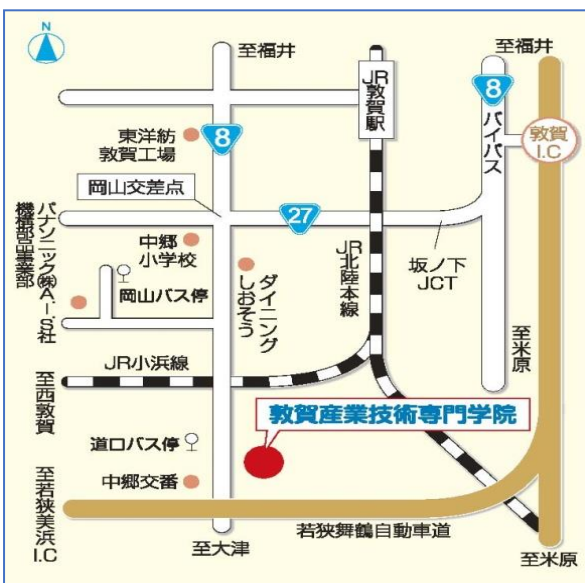 N
至福井
至福井
JR敦賀駅
8
バイパス
敦賀
I.C
東洋紡
敦賀工場
8
岡山交差点
27
パナソニック㈱A.I.S社
機構部品事業部
中郷
小学校
岡山バス停
ダイニング
しおそう
JR北陸本線
坂ノ下
JCT
JR小浜線
至米原
至西敦賀
敦賀産業技術専門学院
道口バス停
中郷交番
至若狭美浜I.C
若狭舞鶴自動車道
至大津
至米原